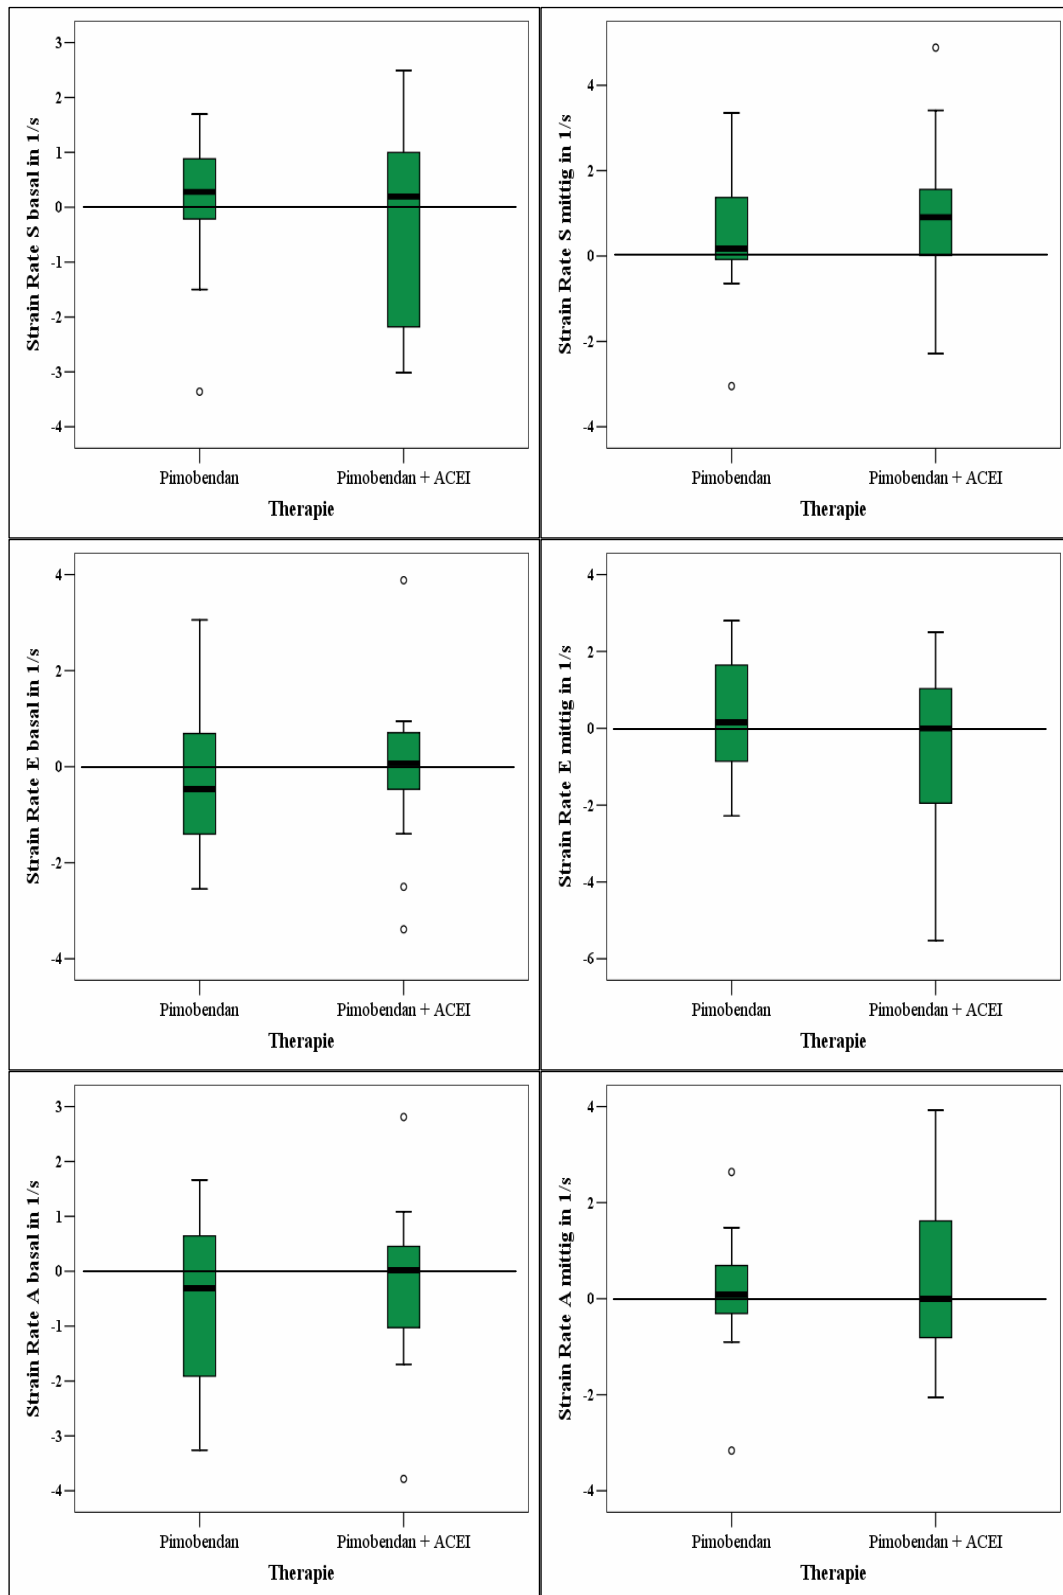 Strain Rate S basal in 1/s
3
2
1
0
-1
-2
-3
-4
Pimobendan
Pimobendan + ACEI
Therapie
Strain Rate S mittig in 1/s
4
2
0
-2
-4
Pimobendan
Pimobendan + ACEI
Therapie
Strain Rate E basal in 1/s
4
2
0
-2
-4
Pimobendan
Pimobendan + ACEI
Therapie
Strain Rate E mittig in 1/s
4
2
0
-2
-4
-6
Pimobendan
Pimobendan + ACEI
Therapie
Strain Rate A basal in 1/s
3
2
1
0
-1
-2
-3
-4
Pimobendan
Pimobendan + ACEI
Therapie
Strain Rate A mittig in 1/s
4
2
0
-2
-4
Pimobendan
Pimobendan + ACEI
Therapie